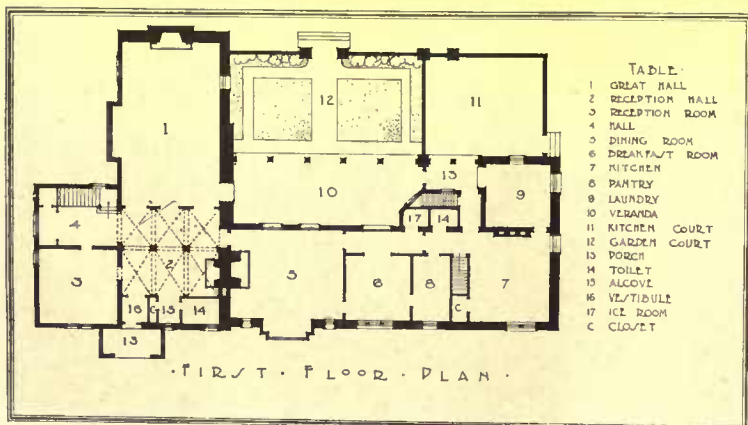 TABLE·
1 GREAT HALL
2 RECEPTION HALL
3 RECEPTION ROOM
4 HALL
5 DINING ROOM
6 BREAKFAST ROOM
7 KITCHEN
8 PANTRY
9 LAUNDRY
10 VERANDA
11 KITCHEN COURT
12 GARDEN COURT
13 PORCH
14 TOILET
15 ALCOVE
16 VESTIBULE
17 ICE ROOM
C CLOSET
12
11
1
13
9
10
17 14
4
2
3
5
6
8
7
16 C 15 14
C
13
·FIRST·FLOOR·PLAN·